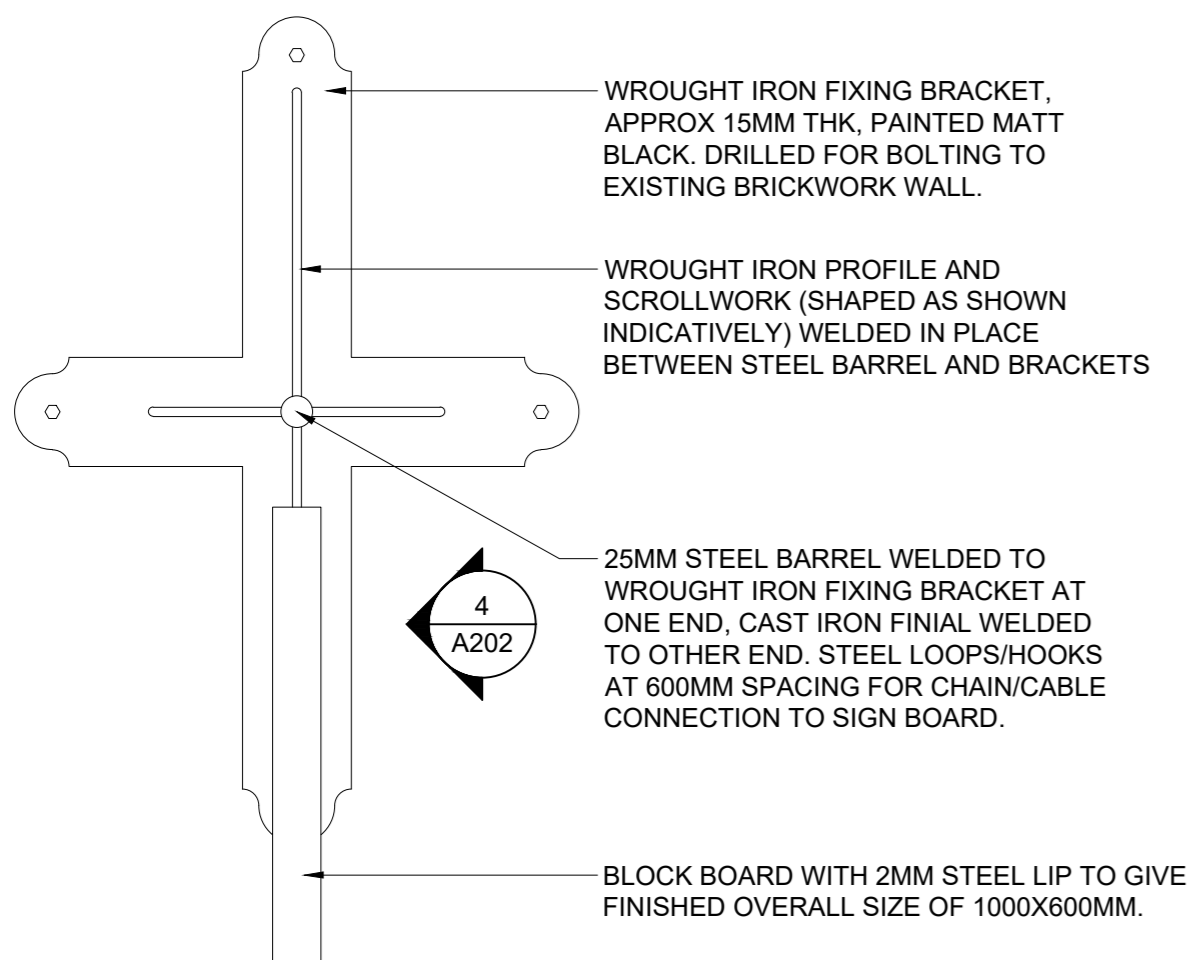 WROUGHT IRON FIXING BRACKET,
APPROX 15MM THK, PAINTED MATT
BLACK. DRILLED FOR BOLTING TO
EXISTING BRICKWORK WALL.
WROUGHT IRON PROFILE AND
SCROLLWORK (SHAPED AS SHOWN
INDICATIVELY) WELDED IN PLACE
BETWEEN STEEL BARREL AND BRACKETS
25MM STEEL BARREL WELDED TO
WROUGHT IRON FIXING BRACKET AT
ONE END, CAST IRON FINIAL WELDED
TO OTHER END. STEEL LOOPS/HOOKS
AT 600MM SPACING FOR CHAIN/CABLE
CONNECTION TO SIGN BOARD.
4
A202
BLOCK BOARD WITH 2MM STEEL LIP TO GIVE
FINISHED OVERALL SIZE OF 1000X600MM.